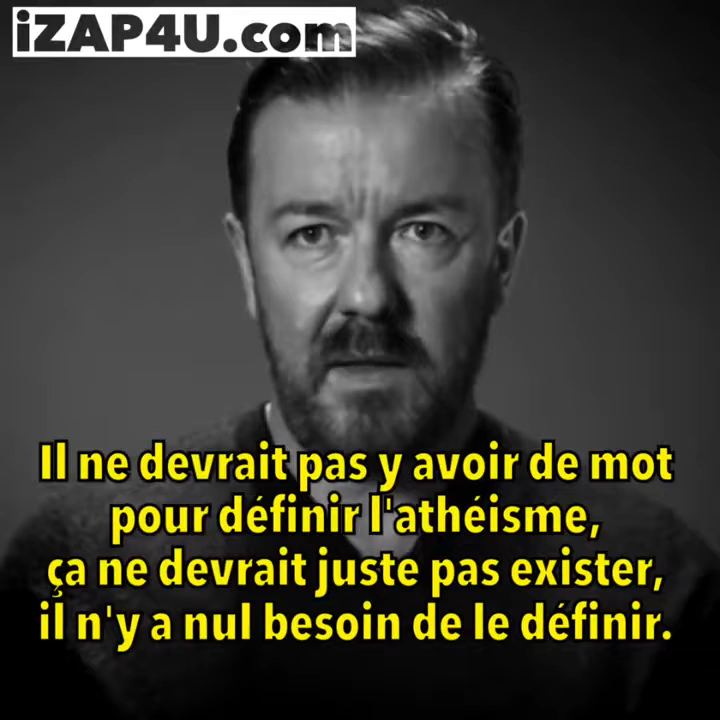 iZAP4U.com
Il ne devrait pas y avoir de mot
pour définir l'athéisme,
ça ne devrait juste pas exister,
il n'y a nul besoin de le définir.